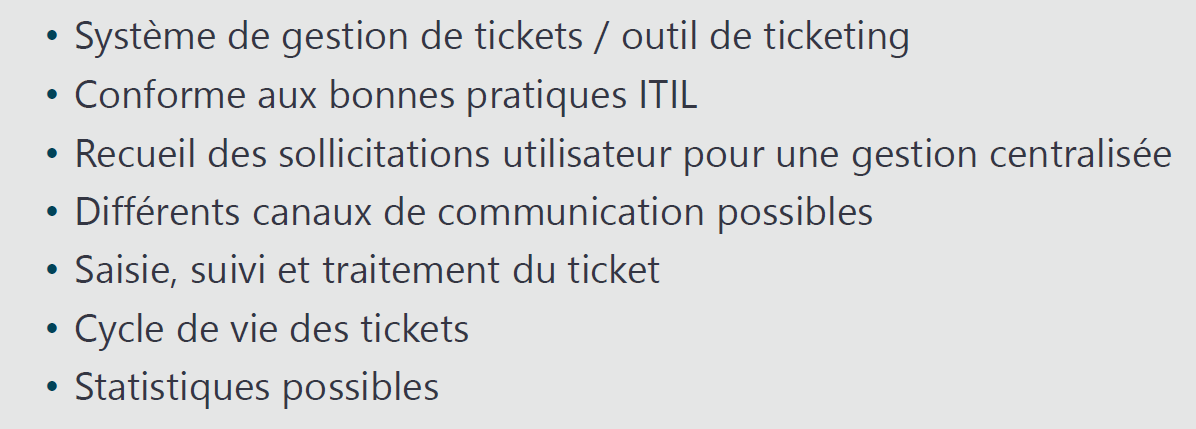 • Système de gestion de tickets / outil de ticketing
• Conforme aux bonnes pratiques ITIL
• Recueil des sollicitations utilisateur pour une gestion centralisée
• Différents canaux de communication possibles
• Saisie, suivi et traitement du ticket
• Cycle de vie des tickets
• Statistiques possibles